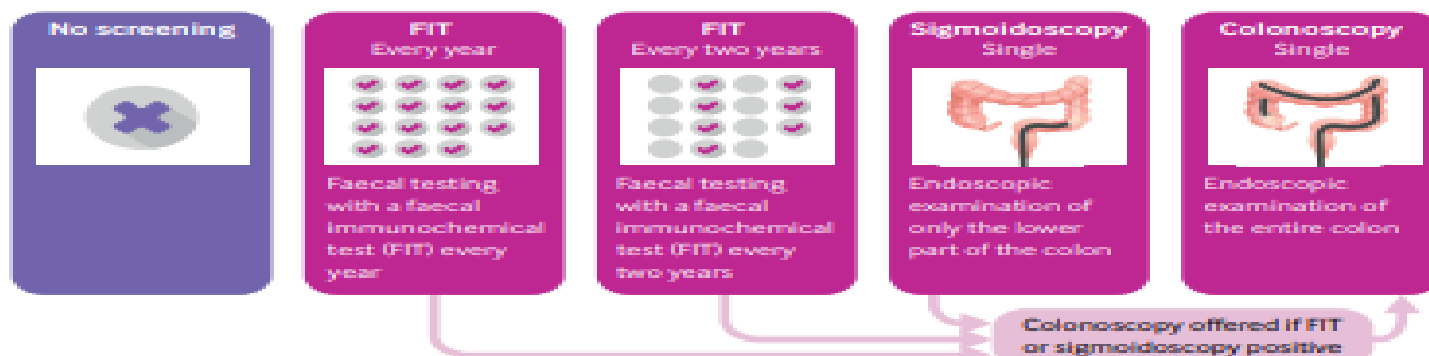 No screening
FIT
Every year
Faecal testing
with a faecal
immunochemical
test (FIT) every
year
FIT
Every two years
Faecal testing
with a faecal
immunochemical
test (FIT) every
two years
Sigmoidoscopy
Single
Endoscopic
examination of
only the lower
part of the colon
Colonoscopy
Single
Endoscopic
examination of
the entire colon
Colonoscopy offered if FIT
or sigmoidoscopy positive